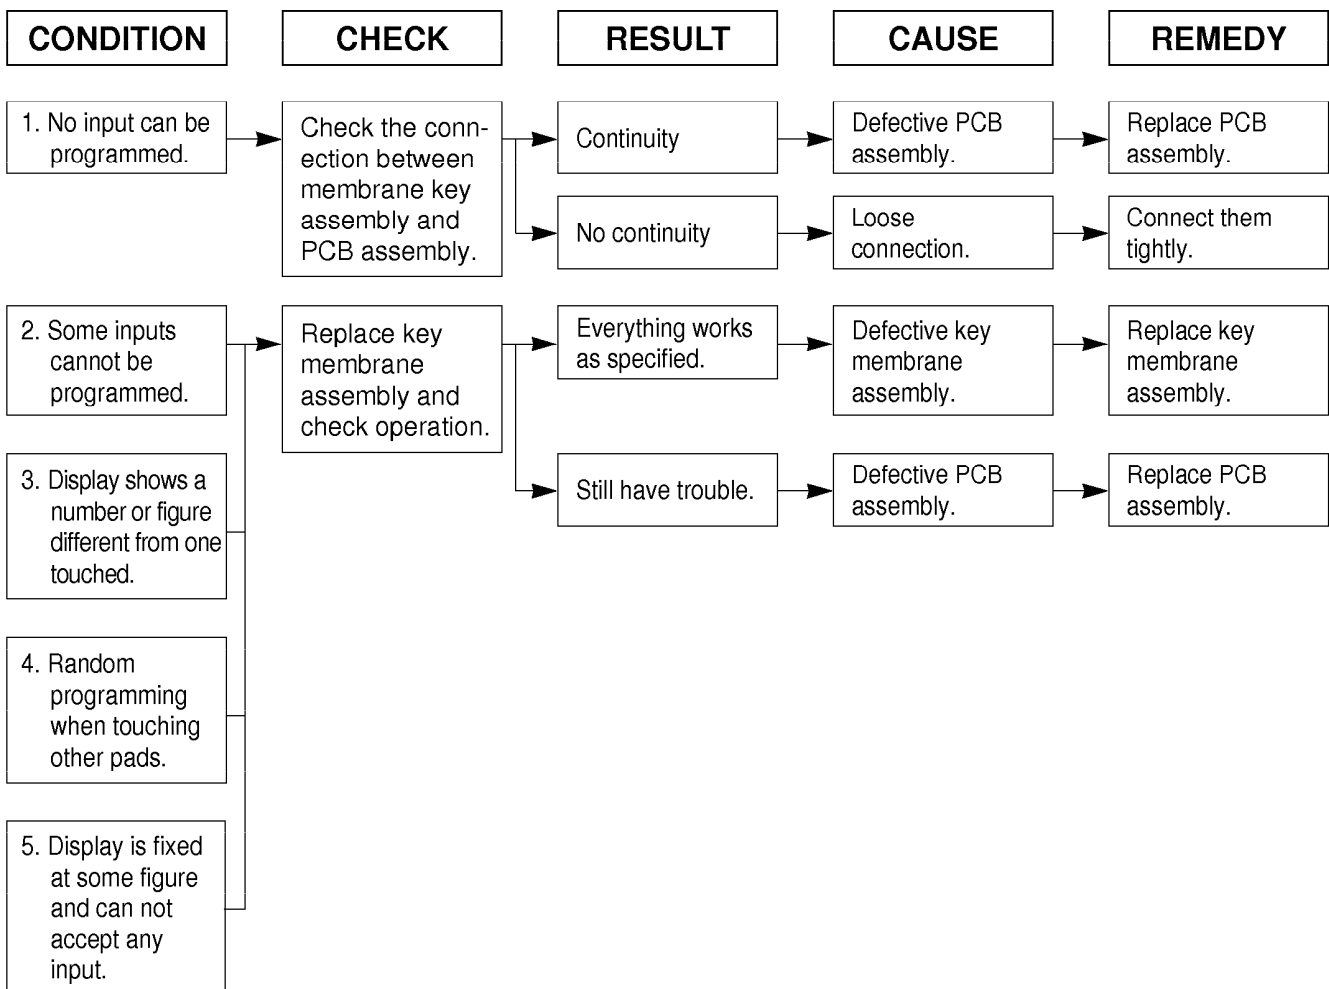 CONDITION
CHECK
RESULT
CAUSE
REMEDY
1. No input can be
programmed.
Check the conn-
ection between
membrane key
assembly and
PCB assembly.
Continuity
Defective PCB
assembly.
Replace PCB
assembly.
No continuity
Loose
connection.
Connect them
tightly.
2. Some inputs
cannot be
programmed.
Replace key
membrane
assembly and
check operation.
Everything works
as specified.
Defective key
membrane
assembly.
Replace key
membrane
assembly.
Still have trouble.
Defective PCB
assembly.
Replace PCB
assembly.
3. Display shows a
number or figure
different from one
touched.
4. Random
programming
when touching
other pads.
5. Display is fixed
at some figure
and can not
accept any
input.